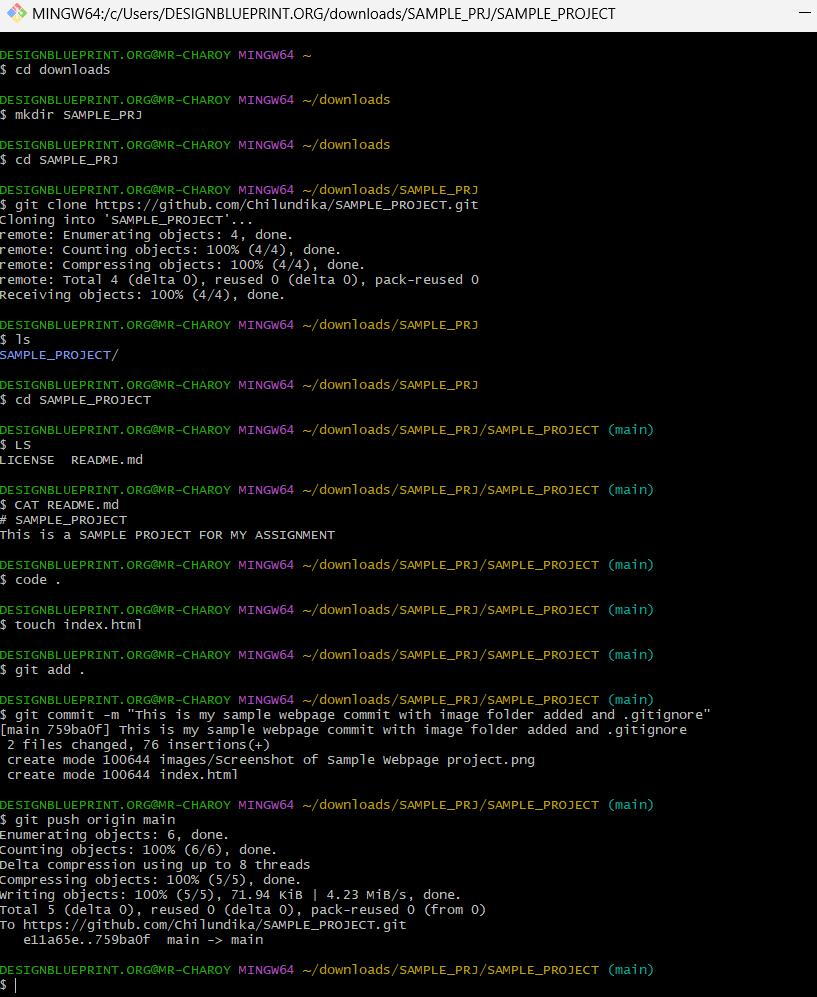 MINGW64:/c/Users/DESIGNBLUEPRINT.ORG/downloads/SAMPLE_PRJ/SAMPLE_PROJECT
DESIGNBLUEPRINT.ORG@MR-CHAROY MINGW64 ~
$ cd downloads
DESIGNBLUEPRINT.ORG@MR-CHAROY MINGW64 ~/downloads
$ mkdir SAMPLE_PRJ
DESIGNBLUEPRINT.ORG@MR-CHAROY MINGW64 ~/downloads
$ cd SAMPLE_PRJ
DESIGNBLUEPRINT.ORG@MR-CHAROY MINGW64 ~/downloads/SAMPLE_PRJ
$ git clone https://github.com/Chilundika/SAMPLE_PROJECT.git
Cloning into 'SAMPLE_PROJECT'...
remote: Enumerating objects: 4, done.
remote: Counting objects: 100% (4/4), done.
remote: Compressing objects: 100% (4/4), done.
remote: Total 4 (delta 0), reused 0 (delta 0), pack-reused 0
Receiving objects: 100% (4/4), done.
DESIGNBLUEPRINT.ORG@MR-CHAROY MINGW64 ~/downloads/SAMPLE_PRJ
$ ls
SAMPLE_PROJECT/
DESIGNBLUEPRINT.ORG@MR-CHAROY MINGW64 ~/downloads/SAMPLE_PRJ
$ cd SAMPLE_PROJECT
DESIGNBLUEPRINT.ORG@MR-CHAROY MINGW64 ~/downloads/SAMPLE_PRJ/SAMPLE_PROJECT (main)
$ LS
LICENSE  README.md
DESIGNBLUEPRINT.ORG@MR-CHAROY MINGW64 ~/downloads/SAMPLE_PRJ/SAMPLE_PROJECT (main)
$ CAT README.md
# SAMPLE_PROJECT
This is a SAMPLE PROJECT FOR MY ASSIGNMENT
DESIGNBLUEPRINT.ORG@MR-CHAROY MINGW64 ~/downloads/SAMPLE_PRJ/SAMPLE_PROJECT (main)
$ code .
DESIGNBLUEPRINT.ORG@MR-CHAROY MINGW64 ~/downloads/SAMPLE_PRJ/SAMPLE_PROJECT (main)
$ touch index.html
DESIGNBLUEPRINT.ORG@MR-CHAROY MINGW64 ~/downloads/SAMPLE_PRJ/SAMPLE_PROJECT (main)
$ git add .
DESIGNBLUEPRINT.ORG@MR-CHAROY MINGW64 ~/downloads/SAMPLE_PRJ/SAMPLE_PROJECT (main)
$ git commit -m "This is my sample webpage commit with image folder added and .gitignore"
[main 759ba0f] This is my sample webpage commit with image folder added and .gitignore
2 files changed, 76 insertions(+)
create mode 100644 images/Screenshot of Sample Webpage project.png
create mode 100644 index.html
DESIGNBLUEPRINT.ORG@MR-CHAROY MINGW64 ~/downloads/SAMPLE_PRJ/SAMPLE_PROJECT (main)
$ git push origin main
Enumerating objects: 6, done.
Counting objects: 100% (6/6), done.
Delta compression using up to 8 threads
Compressing objects: 100% (5/5), done.
Writing objects: 100% (5/5), 71.94 KiB | 4.23 MiB/s, done.
Total 5 (delta 0), reused 0 (delta 0), pack-reused 0 (from 0)
To https://github.com/Chilundika/SAMPLE_PROJECT.git
e11a65e..759ba0f  main -> main
DESIGNBLUEPRINT.ORG@MR-CHAROY MINGW64 ~/downloads/SAMPLE_PRJ/SAMPLE_PROJECT (main)
$